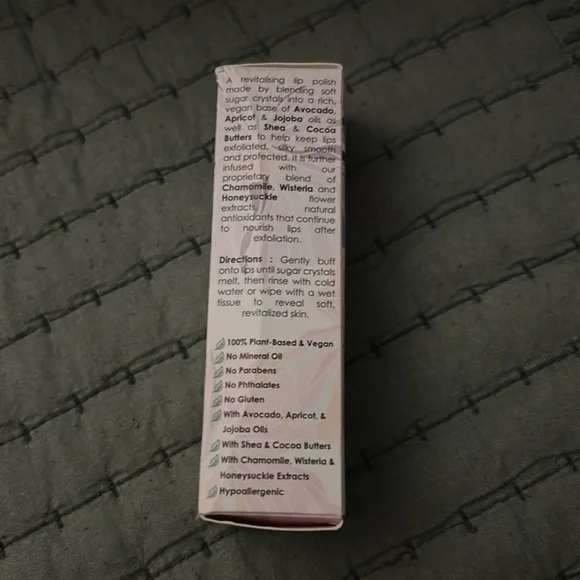 A revitalising lip polish
made by blending soft
sugar crystals into a rich,
vegan base of Avocado,
Apricot & Jojoba oils as
well as Shea & Cocoa
Butters to help keep lips
exfoliated, silky smooth
and protected. It is further
infused with our
proprietary blend of
Chamomile, Wisteria and
Honeysuckle flower
extracts, natural
antioxidants that continue
to nourish lips after
exfoliation.
Directions : Gently buff
onto lips until sugar crystals
melt, then rinse with cold
water or wipe with a wet
tissue to reveal soft,
revitalized skin.
100% Plant-Based & Vegan
No Mineral Oil
No Parabens
No Phthalates
No Gluten
With Avocado, Apricot, &
Jojoba Oils
With Shea & Cocoa Butters
With Chamomile, Wisteria &
Honeysuckle Extracts
Hypoallergenic